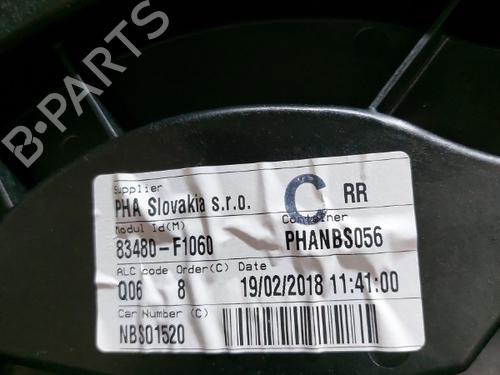 B-PARTS
Supplier
PHA Slovakia s.r.o.
C RR
Modul Id(M)
Container
83480-F1060
PHANBS056
ALC code Order(C) Date
Q06 8 19/02/2018 11:41:00
Car Number (C)
NBS01520